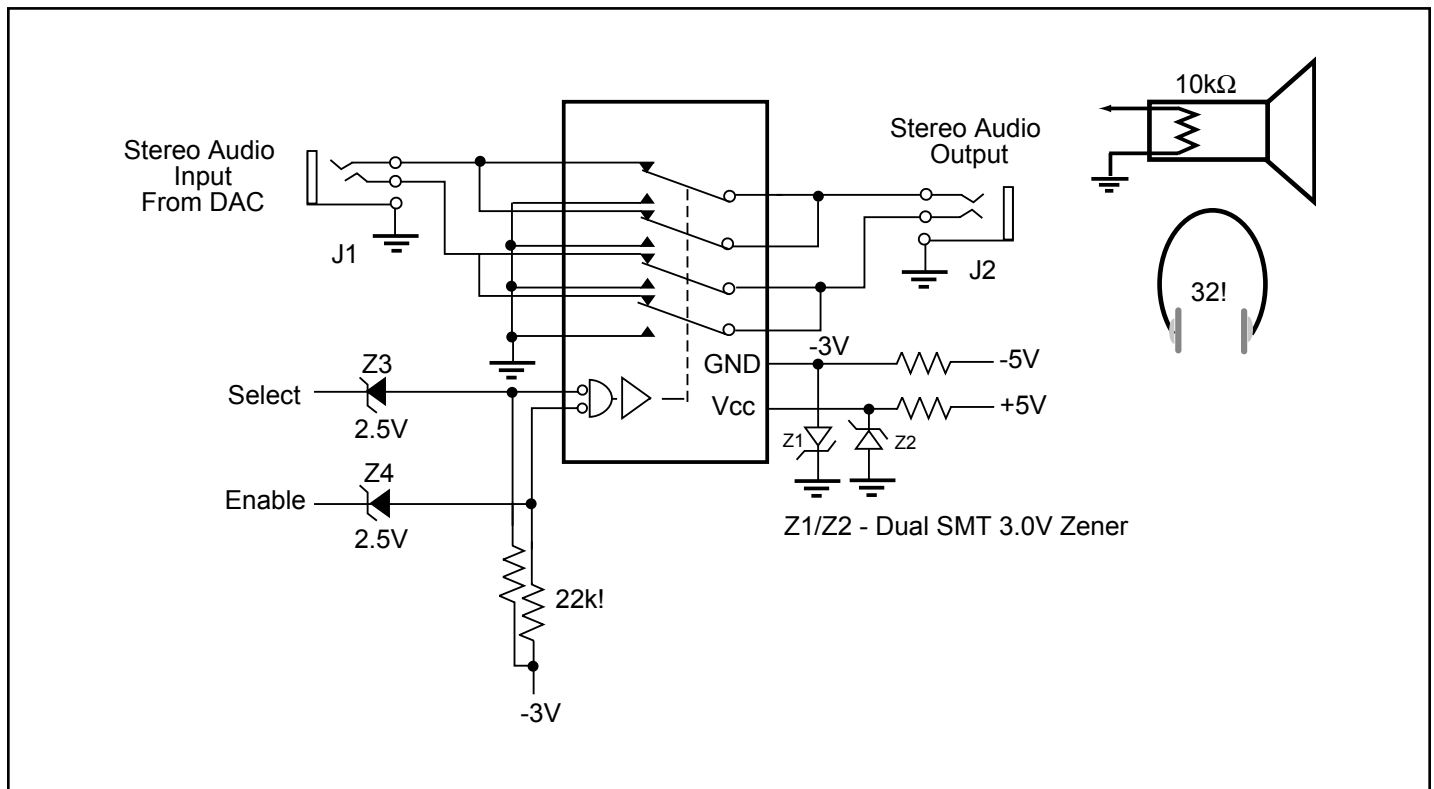 10kΩ
Stereo Audio
Input
From DAC
J1
Stereo Audio
Output
J2
32!
-3V
GND
-5V
Vcc
+5V
Z3
Select
2.5V
Z1
Z2
Z4
Enable
2.5V
Z1/Z2 - Dual SMT 3.0V Zener
22k!
-3V